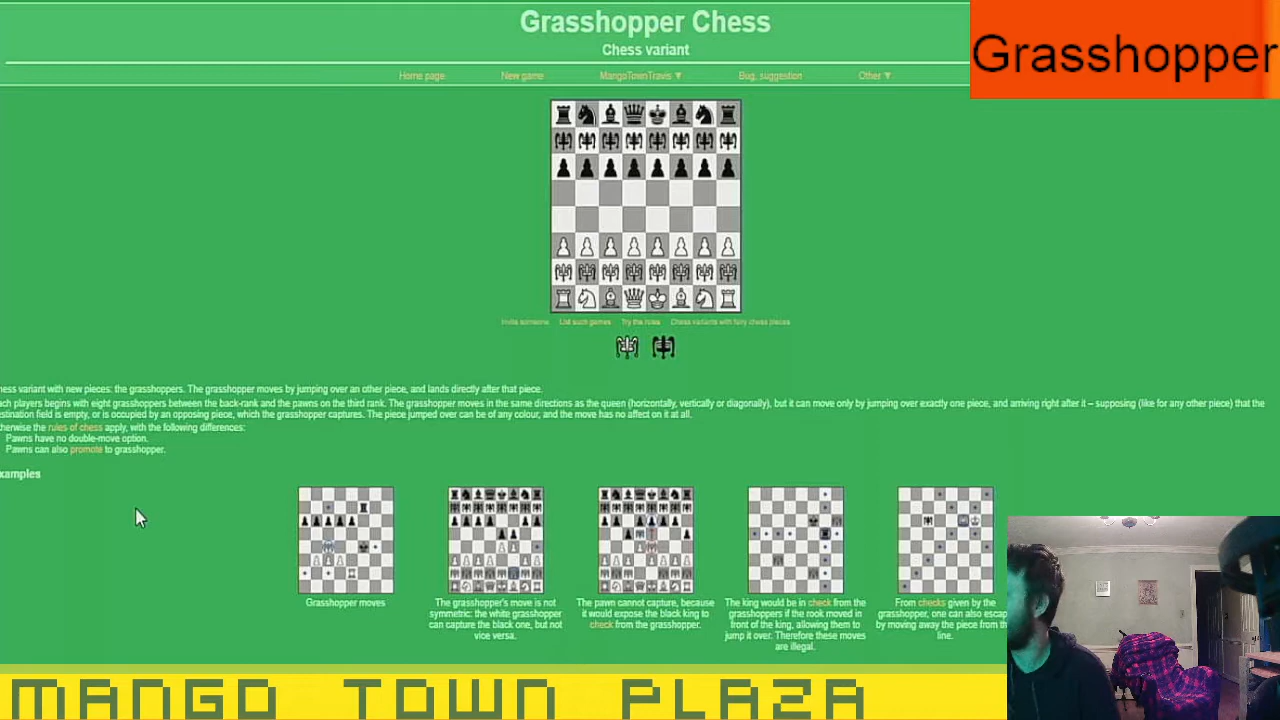 Grasshopper Chess
Chess variant
Grasshopper
Home page
New game
MangoTownTravis ▼
Bug, suggestion
Other ▼
Invite someone List such games Try the rules Chess variants with fairy chess pieces
hess variant with new pieces: the grasshoppers. The grasshopper moves by jumping over an other piece, and lands directly after that piece.
ach players begins with eight grasshoppers between the back-rank and the pawns on the third rank. The grasshopper moves in the same directions as the queen (horizontally, vertically or diagonally), but it can move only by jumping over exactly one piece, and arriving right after it – supposing (like for any other piece) that the
estination field is empty, or is occupied by an opposing piece, which the grasshopper captures. The piece jumped over can be of any colour, and the move has no affect on it at all.
therwise the rules of chess apply, with the following differences:
Pawns have no double-move option.
Pawns can also promote to grasshopper.
xamples
Grasshopper moves
The grasshopper's move is not
symmetric: the white grasshopper
can capture the black one, but not
vice versa.
The pawn cannot capture, because
it would expose the black king to
check from the grasshopper.
The king would be in check from the
grasshoppers if the rook moved in
front of the king, allowing them to
jump it over. Therefore these moves
are illegal.
From checks given by the
grasshopper, one can also escap
by moving away the piece from th
line.
MANGO TOWN PLAZA